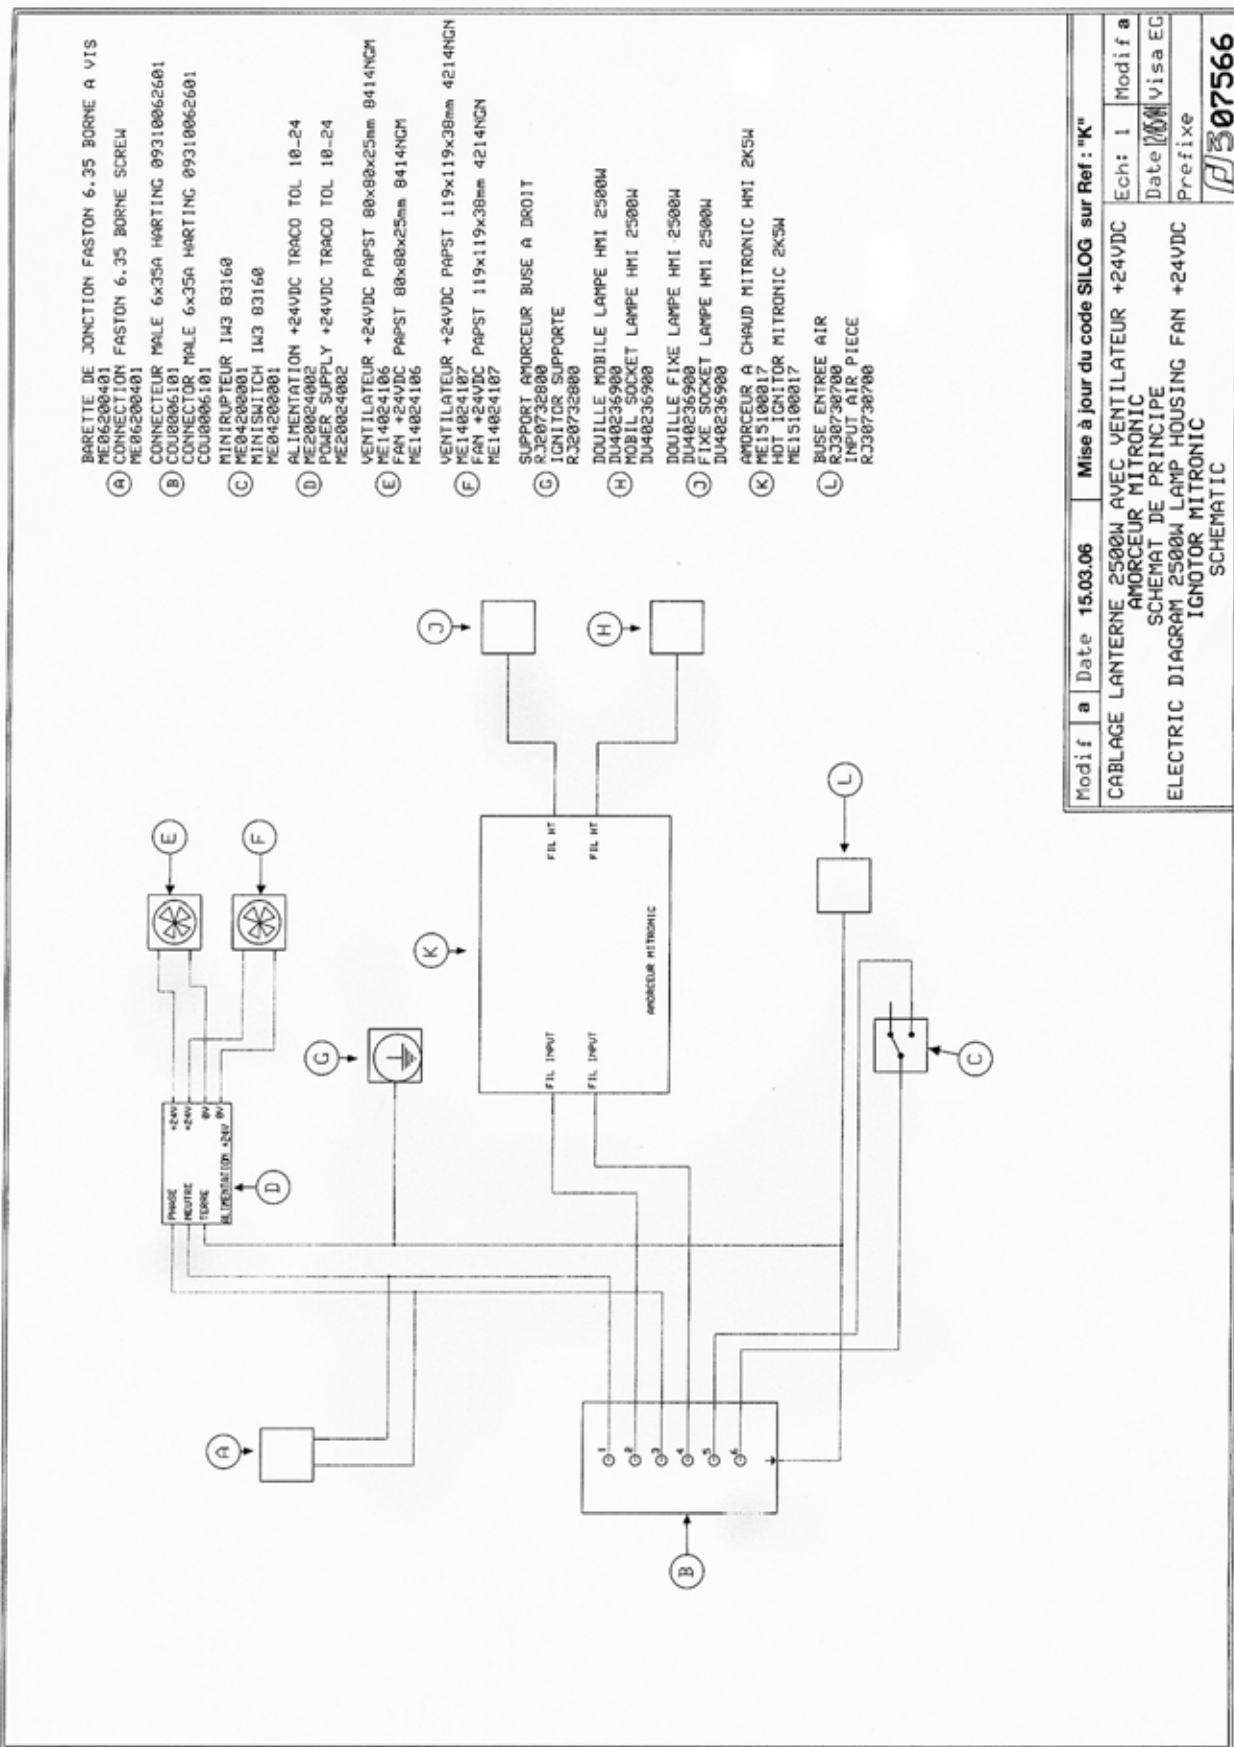 BARETTE DE JONCTION FASTON 6.35 BORNE A VIS
ME06200401
A CONNECTION FASTON 6.35 BORNE SCREW
ME06200401
CONNECTEUR MALE 6x35A HARTING 09310062601
B COU0006101
CONNECTOR MALE 6x35A HARTING 09310062601
COU0006101
MINIRUPTEUR IW3 83160
C ME04200001
MINISWITCH IW3 83160
ME04200001
ALIMENTATION +24VDC TRACO TOL 10-24
D ME20024002
POWER SUPPLY +24VDC TRACO TOL 10-24
ME20024002
VENTILATEUR +24VDC PAPST 80x80x25mm 8414NGM
E ME14024106
FAN +24VDC PAPST 80x80x25mm 8414NGM
ME14024106
VENTILATEUR +24VDC PAPST 119x119x38mm 4214NGN
F ME14024107
FAN +24VDC PAPST 119x119x38mm 4214NGN
ME14024107
SUPPORT AMORCEUR BUSE A DROIT
G RJ20732800
IGNITOR SUPPORTE
RJ20732800
DOUILLE MOBILE LAMPE HMI 2500W
H DU40236900
MOBIL SOCKET LAMPE HMI 2500W
DU40236900
DOUILLE FIXE LAMPE HMI 2500W
J DU40236900
FIXE SOCKET LAMPE HMI 2500W
DU40236900
AMORCEUR A CHAUD MITRONIC HMI 2K5W
K ME15100017
HOT IGNITOR MITRONIC 2K5W
ME15100017
BUSE ENTREE AIR
L RJ30730700
INPUT AIR PIECE
RJ30730700
E
F
PHASE
NEUTRE
TERRE
+24V
+24V
0V
0V
ALIMENTATION +24V
D
G
A
J
H
K
FIL INPUT
FIL INPUT
FIL HT
FIL HT
AMORCEUR MITRONIC
L
C
1
2
3
4
5
6
B
Modif a Date 15.03.06 Mise à jour du code SILOG sur Ref : "K"
CABLAGE LANTERNE 2500W AVEC VENTILATEUR +24VDC
AMORCEUR MITRONIC
SCHEMAT DE PRINCIPE
ELECTRIC DIAGRAM 2500W LAMP HOUSING FAN +24VDC
IGNOTOR MITRONIC
SCHEMATIC
Ech: 1 Modif a
Date Visa EG
Prefixe
307566